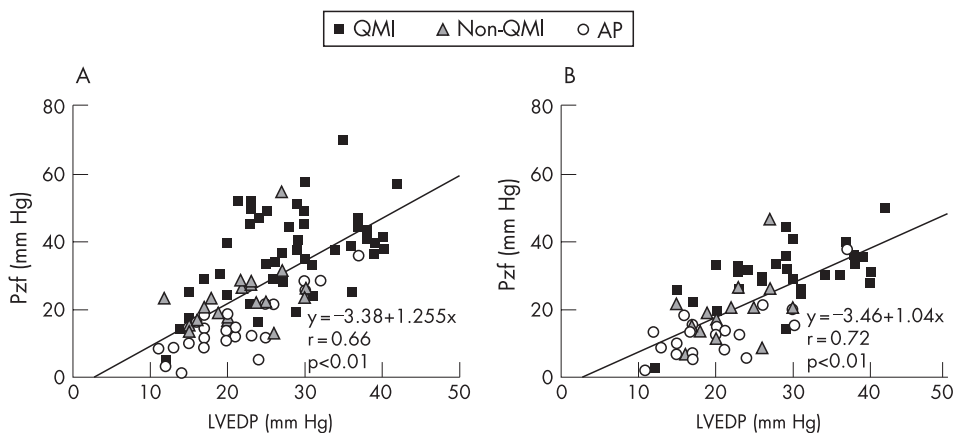 QMI Non-QMI AP
A
80
60
40
20
0
Pzf (mm Hg)
y=−3.38+1.255x
r=0.66
p<0.01
0 10 20 30 40 50
LVEDP (mm Hg)
B
80
60
40
20
0
Pzf (mm Hg)
y=−3.46+1.04x
r=0.72
p<0.01
0 10 20 30 40 50
LVEDP (mm Hg)